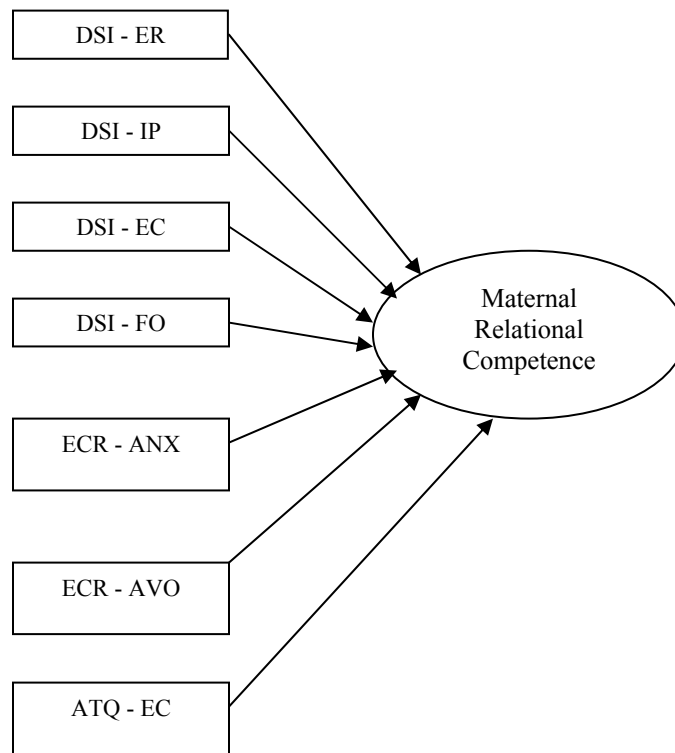 DSI - ER
DSI - IP
DSI - EC
DSI - FO
ECR - ANX
ECR - AVO
ATQ - EC
Maternal
Relational
Competence